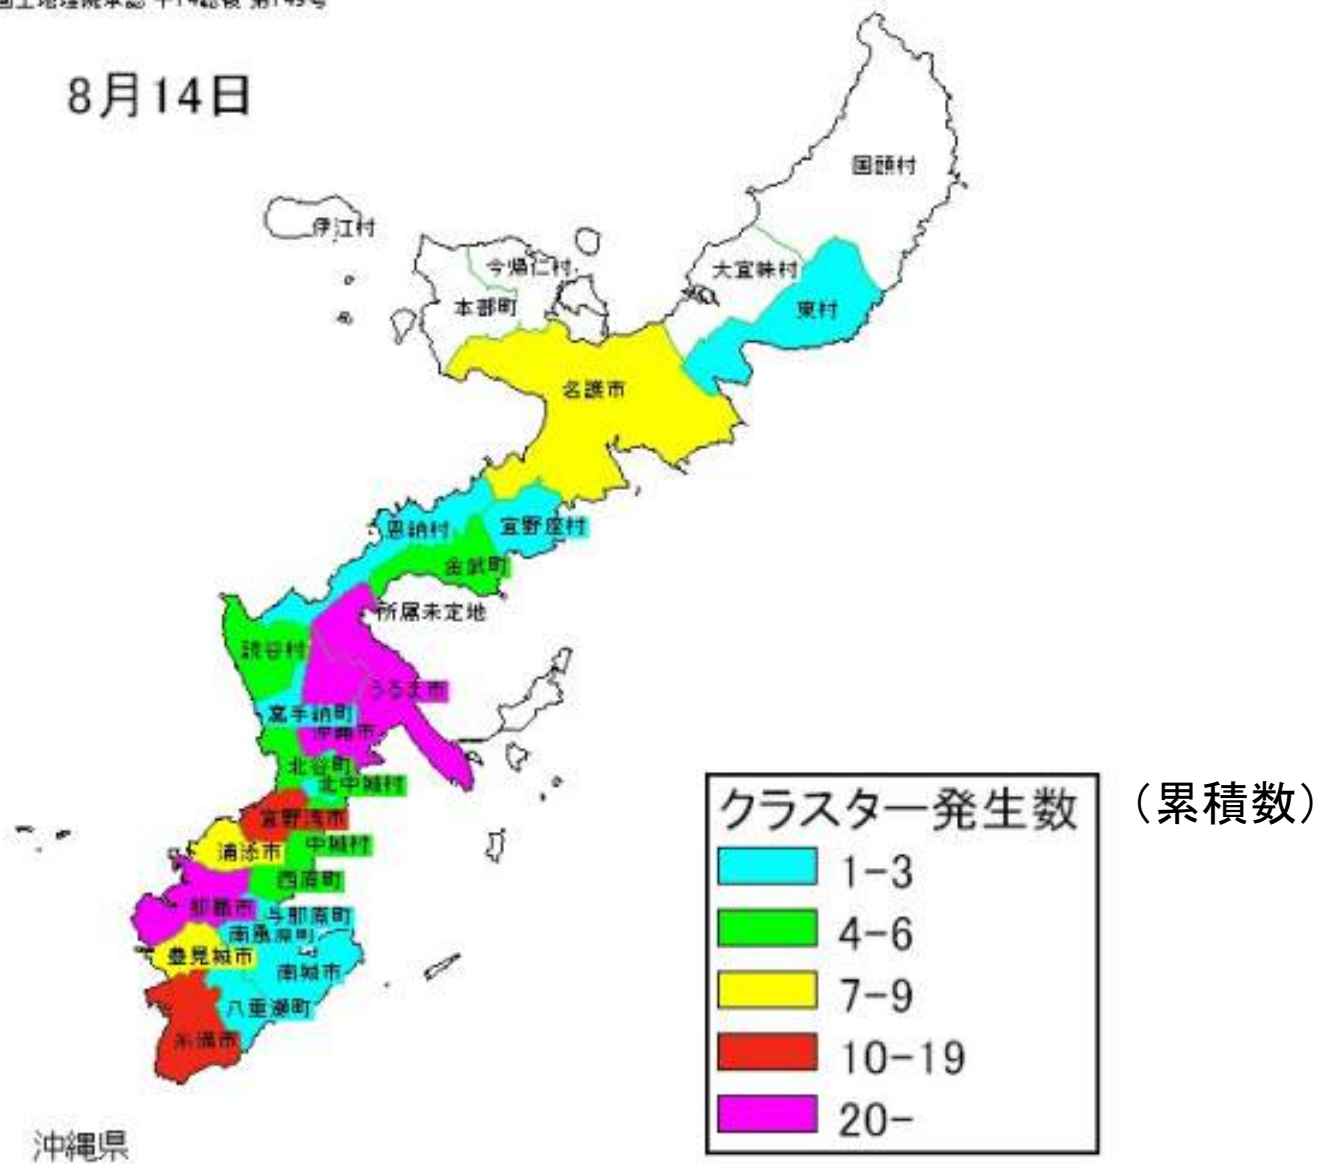 8月14日
国頭村
伊江村
今帰仁村
大宜味村
本部町
東村
名護市
恩納村
宜野座村
金武町
所属未定地
読谷村
うるま市
嘉手納町
沖縄市
北谷町
北中城村
宜野湾市
中城村
浦添市
西原町
那覇市
与那原町
南風原町
豊見城市
南城市
八重瀬町
糸満市
クラスター発生数
(累積数)
1-3
4-6
7-9
10-19
20-
沖縄県